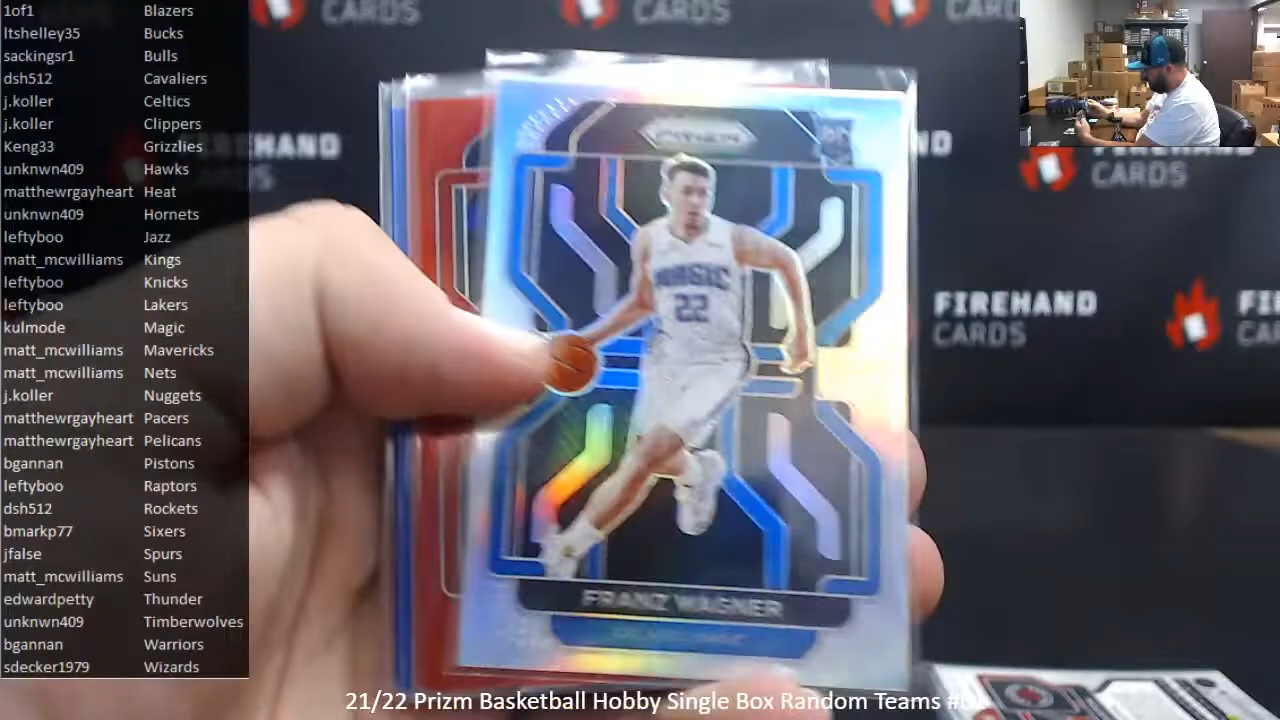 1of1 Blazers
ltshelley35 Bucks
sackingsr1 Bulls
dsh512 Cavaliers
j.koller Celtics
j.koller Clippers
Keng33 Grizzlies
unknwn409 Hawks
matthewrgayheart Heat
unknwn409 Hornets
leftyboo Jazz
matt_mcwilliams Kings
leftyboo Knicks
leftyboo Lakers
kulmode Magic
matt_mcwilliams Mavericks
matt_mcwilliams Nets
j.koller Nuggets
matthewrgayheart Pacers
matthewrgayheart Pelicans
bgannan Pistons
leftyboo Raptors
dsh512 Rockets
bmarkp77 Sixers
jfalse Spurs
matt_mcwilliams Suns
edwardpetty Thunder
unknwn409 Timberwolves
bgannan Warriors
sdecker1979 Wizards
CARDS
CARDS
CARD
PRIZM
RC
MAGIC
22
FRANZ WAGNER
FIREHAND
CARDS
CARDS
FIREHAND
CARDS
21/22 Prizm Basketball Hobby Single Box Random Teams